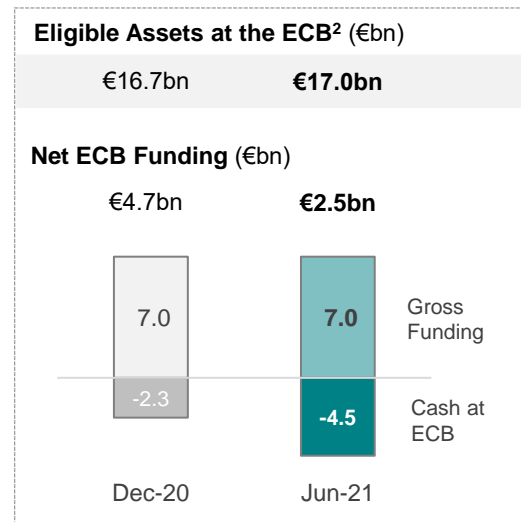 Eligible Assets at the ECB² (€bn)
€16.7bn €17.0bn
Net ECB Funding (€bn)
€4.7bn €2.5bn
7.0 7.0 Gross
Funding
-2.3 -4.5 Cash at
ECB
Dec-20 Jun-21